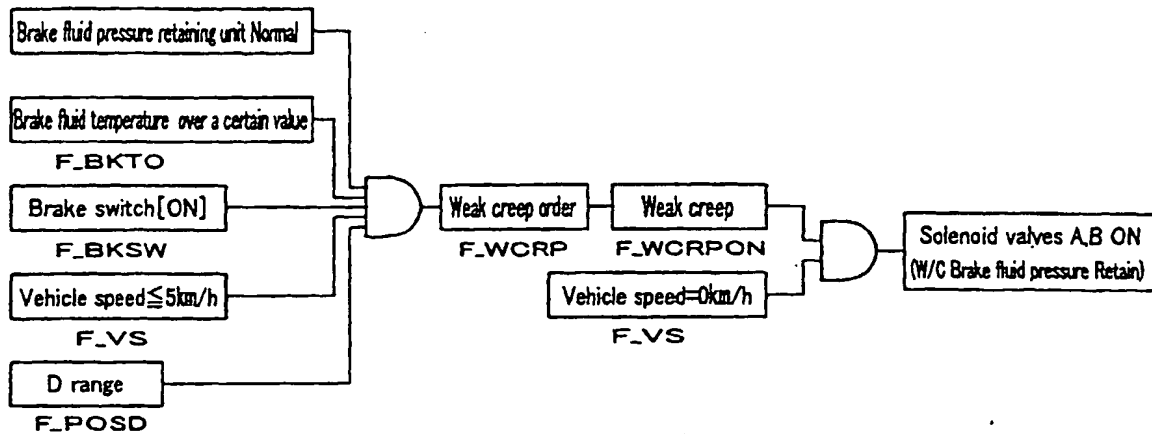 Brake fluid pressure retaining unit Normal
Brake fluid temperature over a certain value
F_BKTO
Brake switch[ON]
F_BKSW
Vehicle speed≦5km/h
F_VS
D range
F_POSD
Weak creep order
F_WCRP
Weak creep
F_WCRPON
Vehicle speed=0km/h
F_VS
Solenoid valves A,B ON
(W/C Brake fluid pressure Retain)